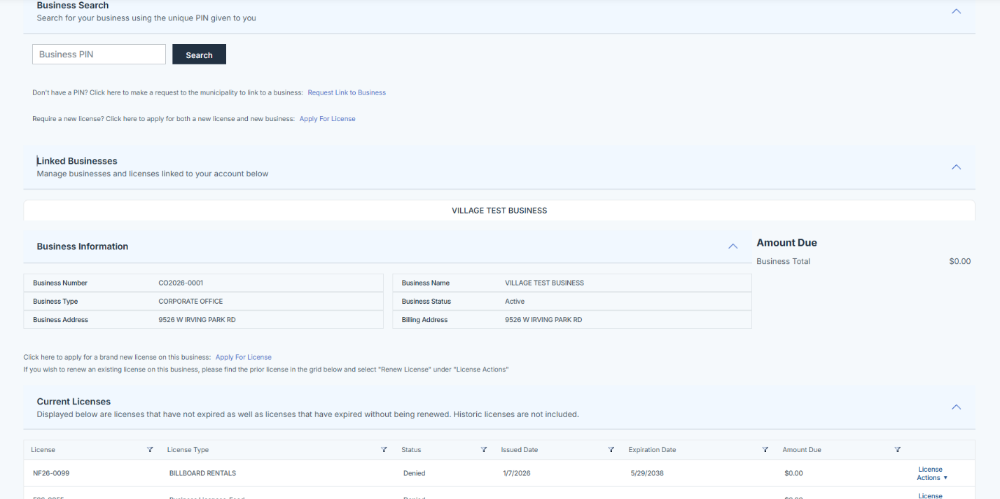 Business Search
Search for your business using the unique PIN given to you
Business PIN Search
Don't have a PIN? Click here to make a request to the municipality to link to a business: Request Link to Business
Require a new license? Click here to apply for both a new license and new business: Apply For License
Linked Businesses
Manage businesses and licenses linked to your account below
VILLAGE TEST BUSINESS
Business Information
Amount Due
Business Total $0.00
Business Number CO2026-0001 Business Name VILLAGE TEST BUSINESS
Business Type CORPORATE OFFICE Business Status Active
Business Address 9526 W IRVING PARK RD Billing Address 9526 W IRVING PARK RD
Click here to apply for a brand new license on this business: Apply For License
If you wish to renew an existing license on this business, please find the prior license in the grid below and select "Renew License" under "License Actions"
Current Licenses
Displayed below are licenses that have not expired as well as licenses that have expired without being renewed. Historic licenses are not included.
License License Type Status Issued Date Expiration Date Amount Due
NF26-0099 BILLBOARD RENTALS Denied 1/7/2026 5/29/2038 $0.00 License
Actions ▼
License